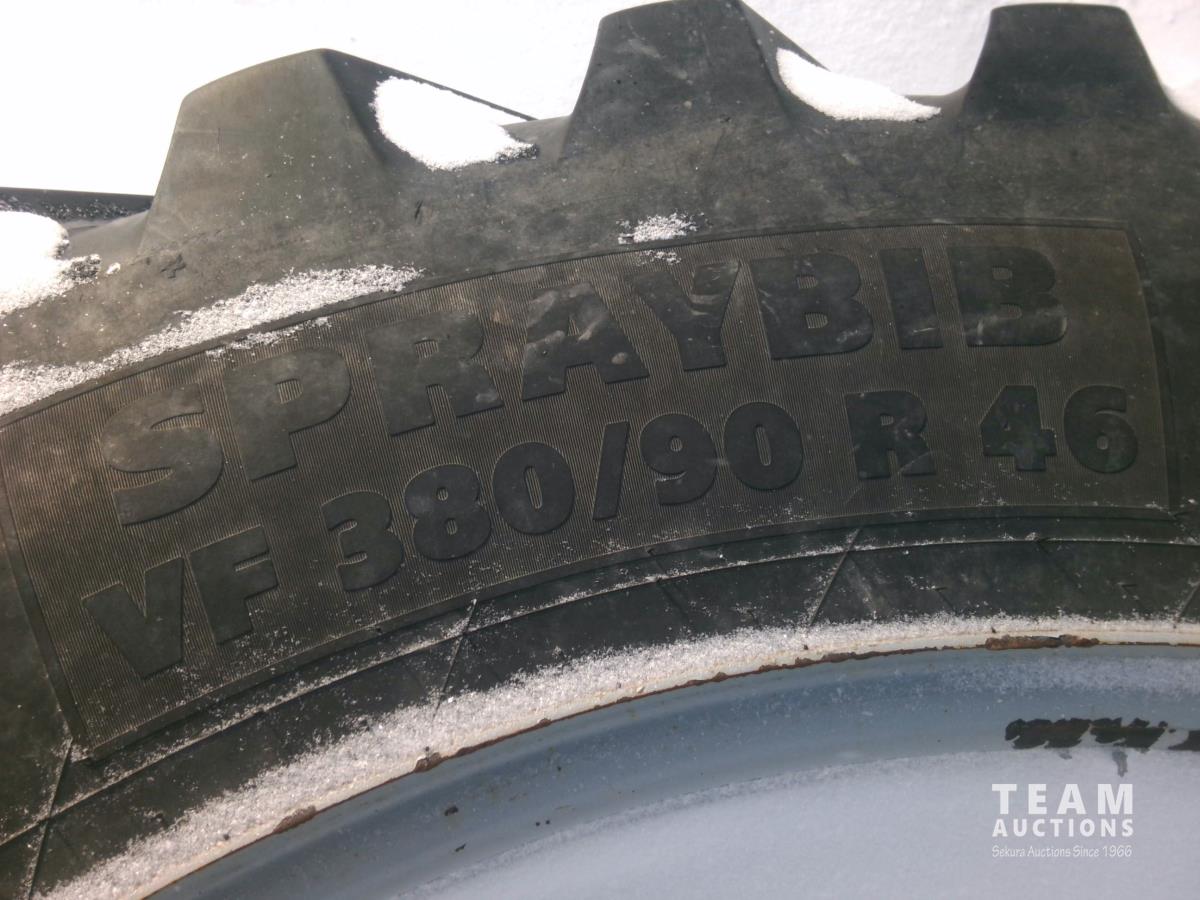 SPRAYBIB
VF 380/90 R 46
TEAM
AUCTIONS
Sekura Auctions Since 1966